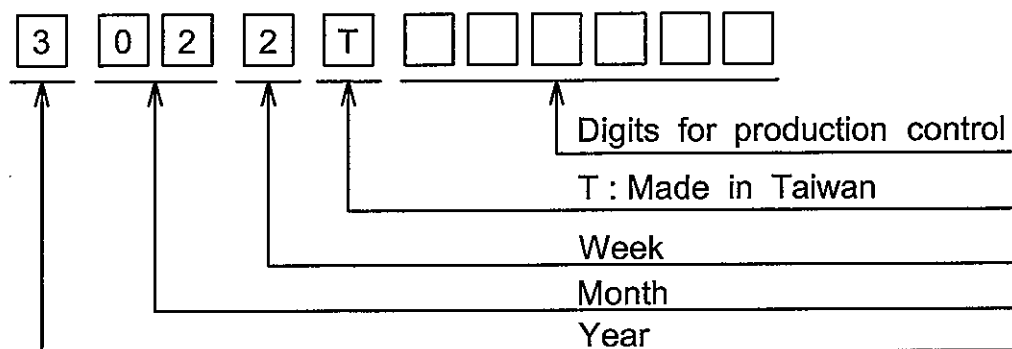 3 0 2 2 T
Digits for production control
T : Made in Taiwan
Week
Month
Year